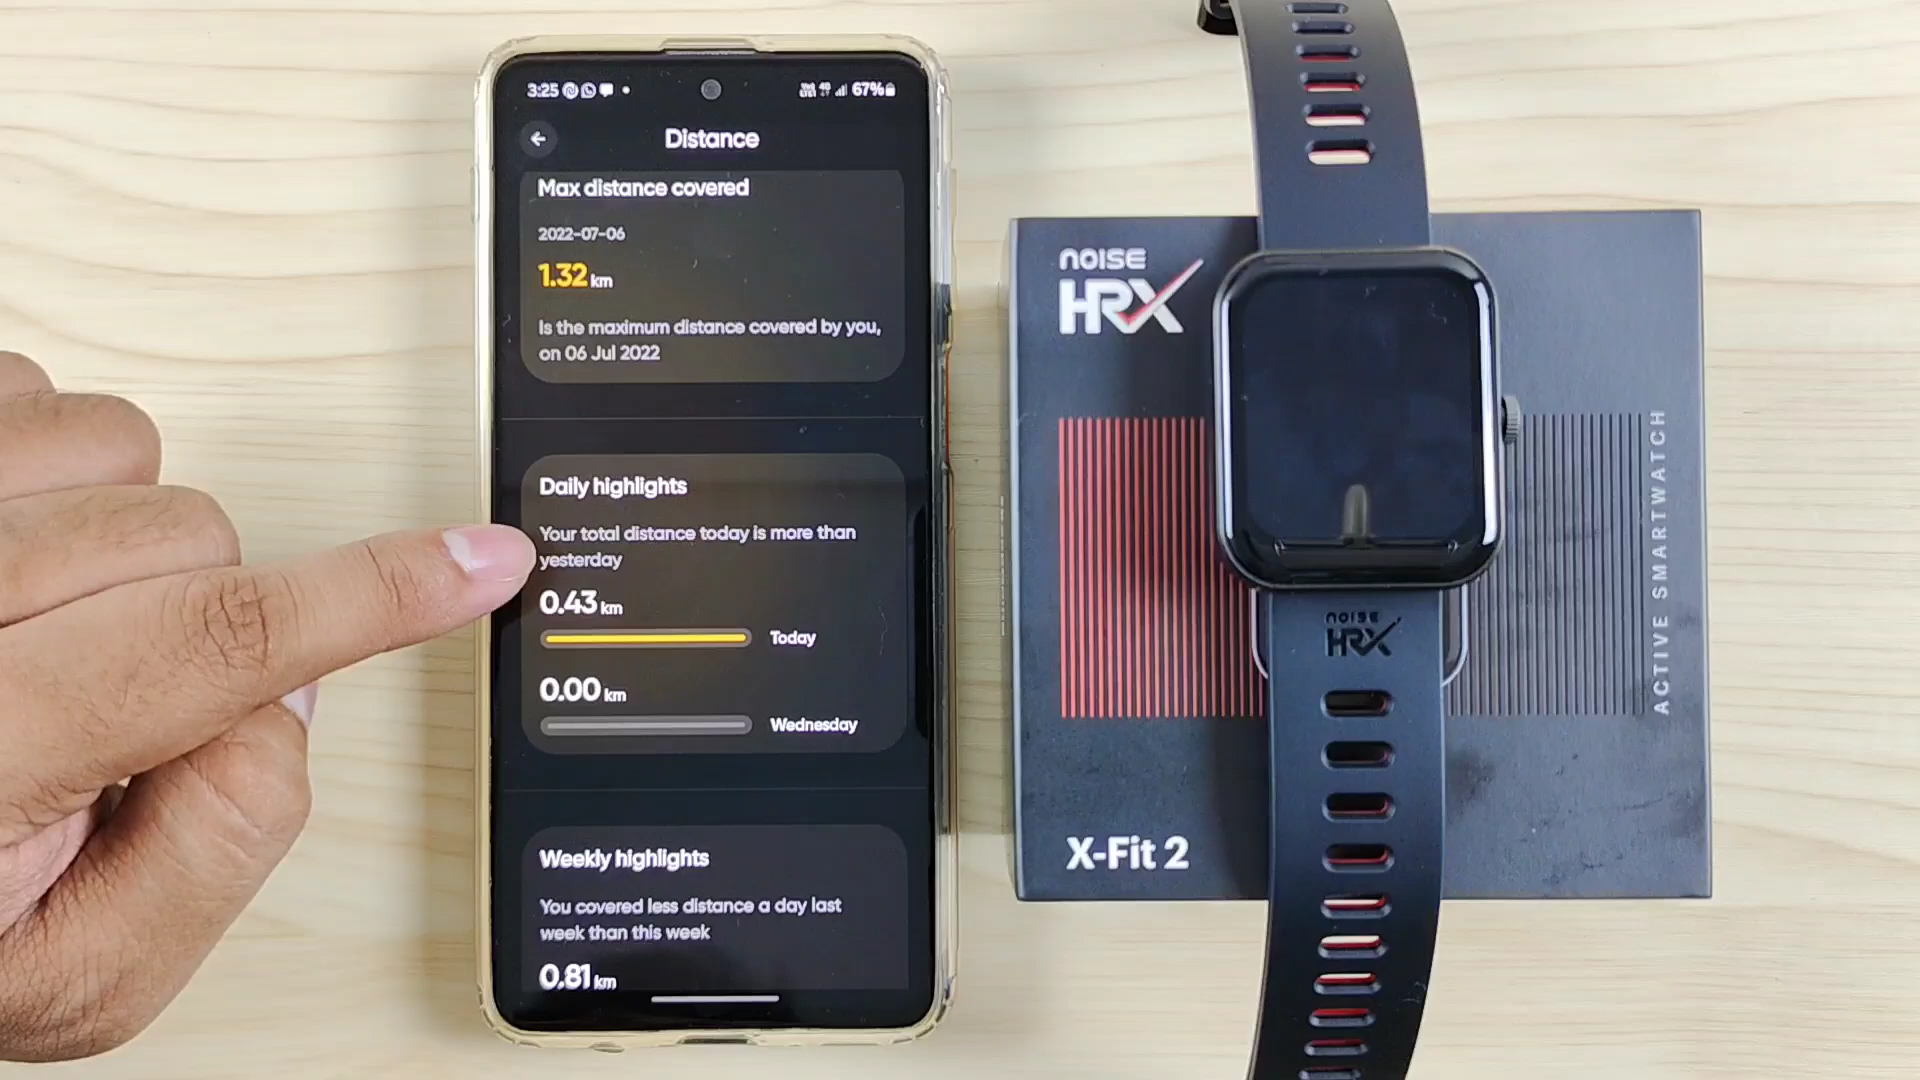 3:25
67%
Distance
Max distance covered
2022-07-06
1.32 km
Is the maximum distance covered by you,
on 06 Jul 2022
Daily highlights
Your total distance today is more than
yesterday
0.43 km
Today
0.00 km
Wednesday
Weekly highlights
You covered less distance a day last
week than this week
0.81 km
noise
HRX
ACTIVE SMARTWATCH
X-Fit 2
noise
HRX